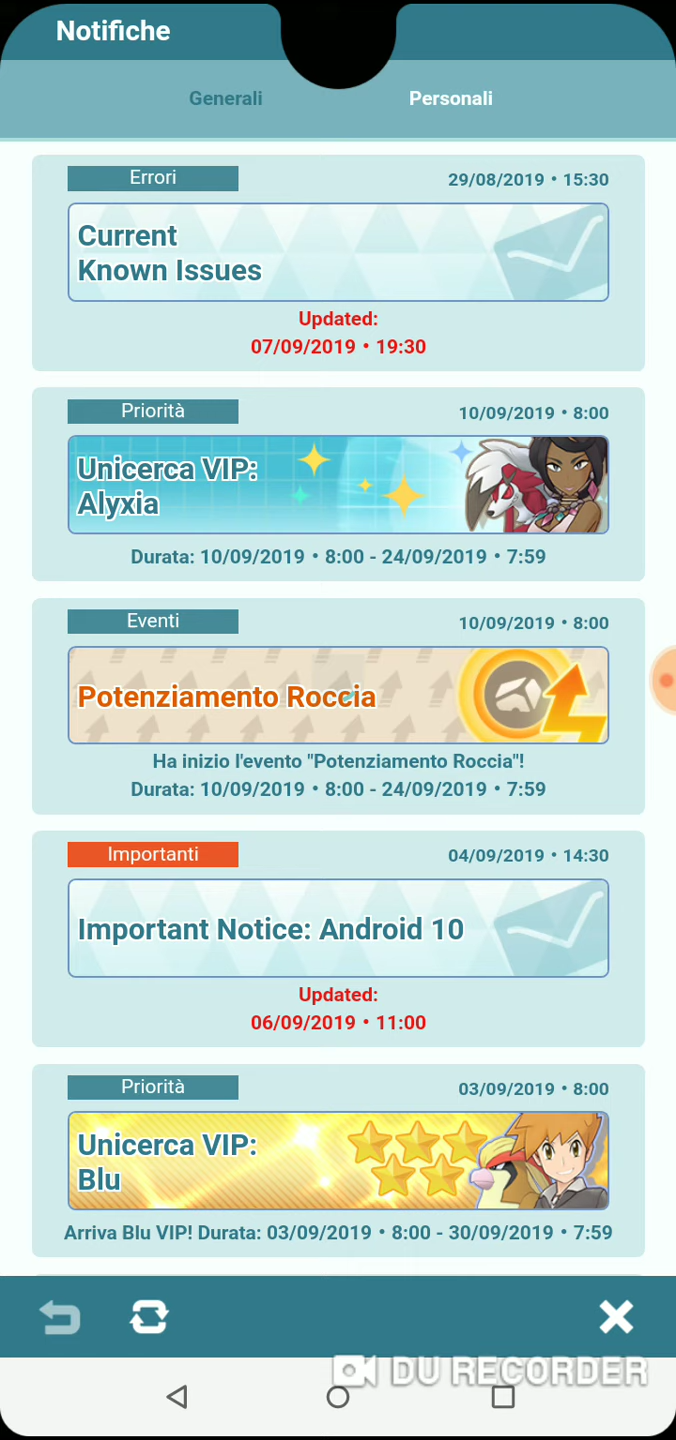 Notifiche
Generali
Personali
Errori
29/08/2019 • 15:30
Current
Known Issues
Updated:
07/09/2019 • 19:30
Priorità
10/09/2019 • 8:00
Unicerca VIP:
Alyxia
Durata: 10/09/2019 • 8:00 - 24/09/2019 • 7:59
Eventi
10/09/2019 • 8:00
Potenziamento Roccia
Ha inizio l'evento "Potenziamento Roccia"!
Durata: 10/09/2019 • 8:00 - 24/09/2019 • 7:59
Importanti
04/09/2019 • 14:30
Important Notice: Android 10
Updated:
06/09/2019 • 11:00
Priorità
03/09/2019 • 8:00
Unicerca VIP:
Blu
Arriva Blu VIP! Durata: 03/09/2019 • 8:00 - 30/09/2019 • 7:59
DU RECORDER